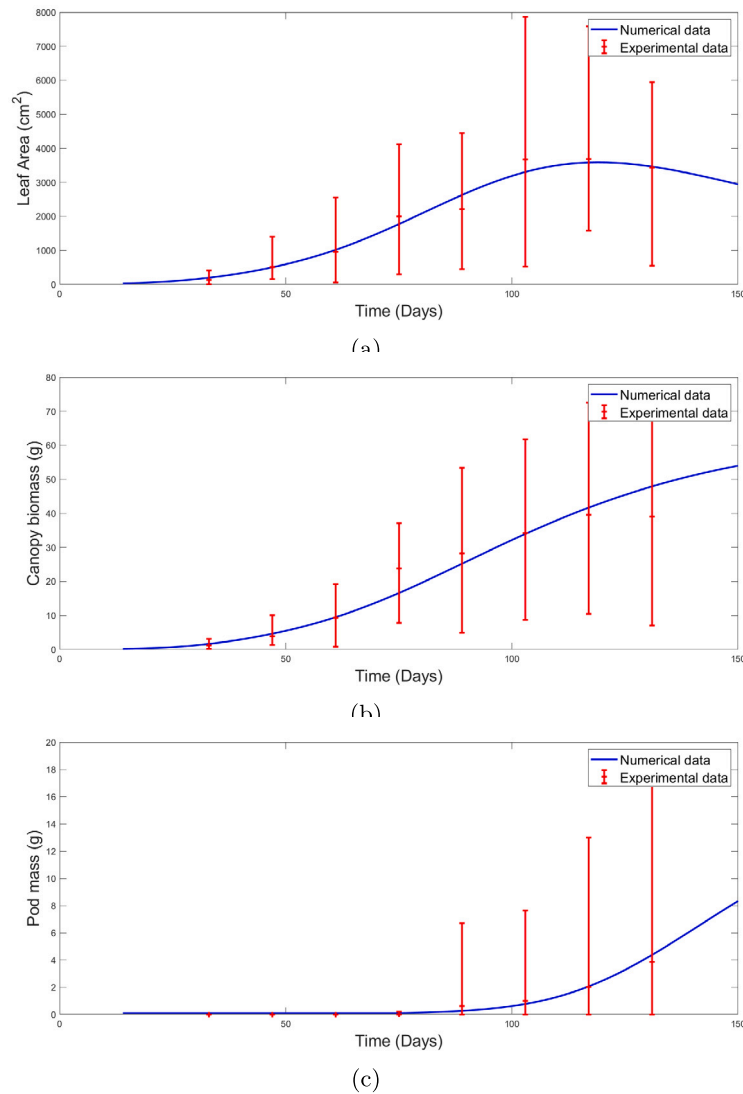 8000
7000
6000
5000
4000
3000
2000
1000
0
Leaf Area (cm²)
Numerical data
Experimental data
0 50 100 150
Time (Days)
(a)
80
70
60
50
40
30
20
10
0
Canopy biomass (g)
Numerical data
Experimental data
0 50 100 150
Time (Days)
(b)
20
18
16
14
12
10
8
6
4
2
0
Pod mass (g)
Numerical data
Experimental data
0 50 100 150
Time (Days)
(c)